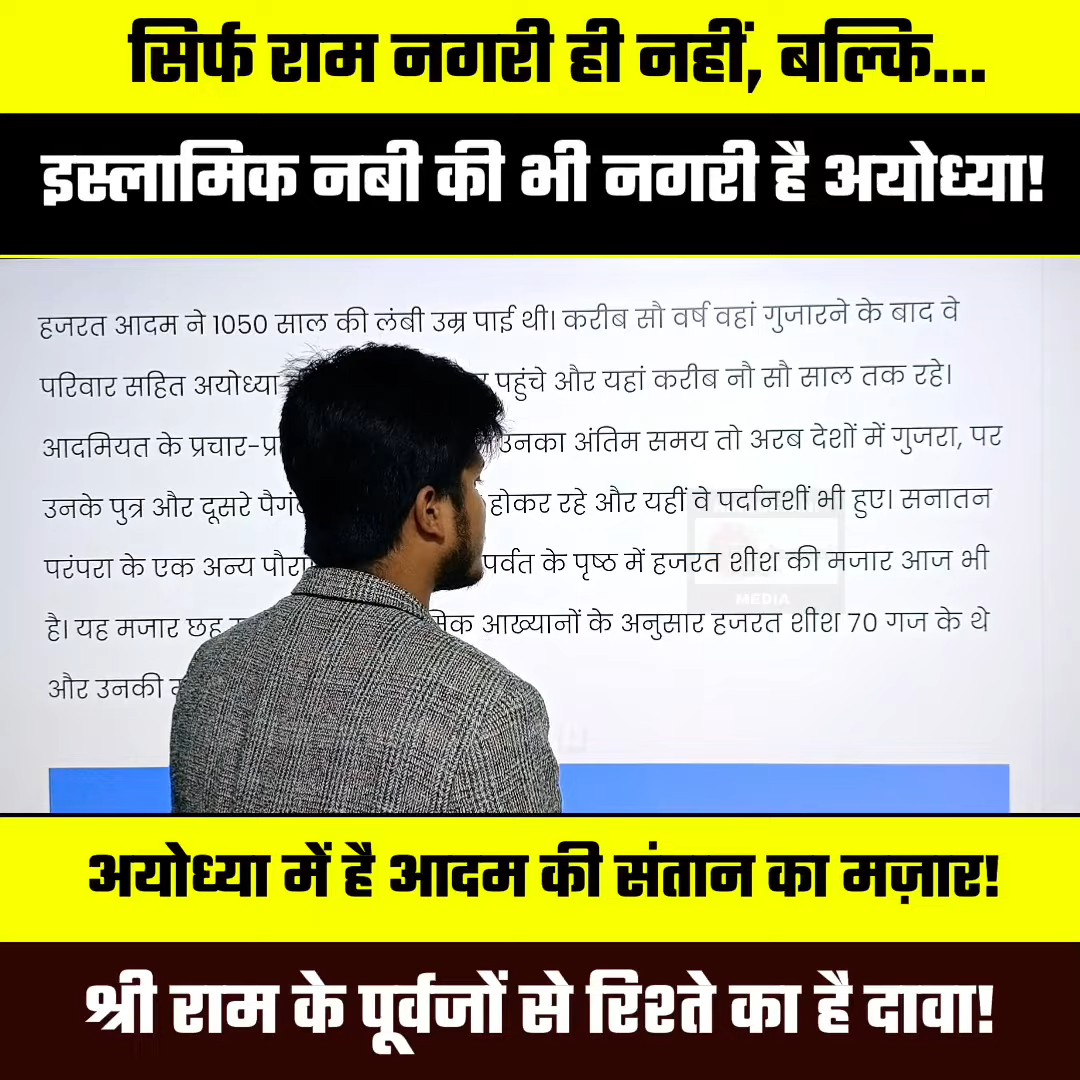 सिर्फ राम नगरी ही नहीं, बल्कि...
इस्लामिक नबी की भी नगरी है अयोध्या!
हजरत आदम ने 1050 साल की लंबी उम्र पाई थी। करीब सौ वर्ष वहां गुजारने के बाद वे
परिवार सहित अयोध्या पहुंचे और यहां करीब नौ सौ साल तक रहे।
आदमियत के उनका अंतिम समय तो अरब देशों में गुजरा, पर
उनके पुत्र और दूसरे होकर रहे और यहीं वे पर्दानशीं भी हुए। सनातन
परंपरा के एक अन्य पर्वत के पृष्ठ में हजरत शीश की मजार आज भी
है। यह मजार छह आख्यानों के अनुसार हजरत शीश 70 गज के थे
और उनकी
MEDIA
अयोध्या में है आदम की संतान का मज़ार!
श्री राम के पूर्वजों से रिश्ते का है दावा!